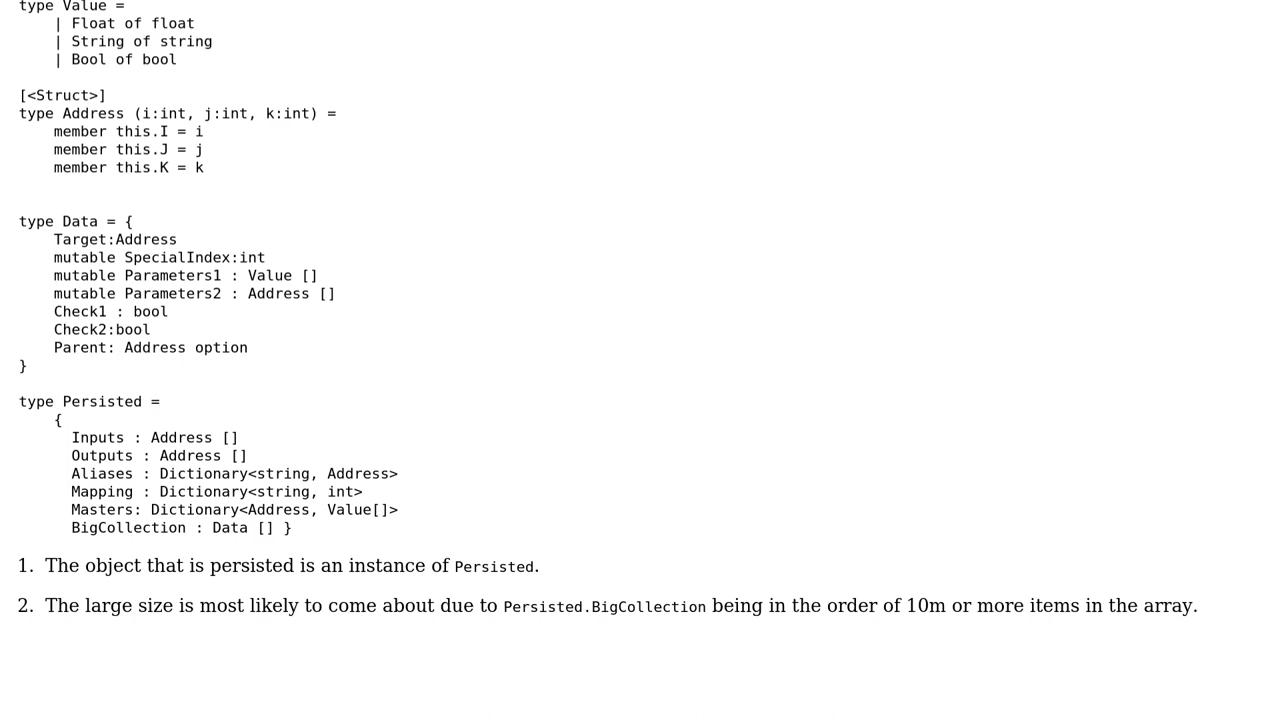 type Value =
    | Float of float
    | String of string
    | Bool of bool

[<Struct>]
type Address (i:int, j:int, k:int) =
    member this.I = i
    member this.J = j
    member this.K = k


type Data = {
    Target:Address
    mutable SpecialIndex:int
    mutable Parameters1 : Value []
    mutable Parameters2 : Address []
    Check1 : bool
    Check2:bool
    Parent: Address option
}

type Persisted =
    {
      Inputs : Address []
      Outputs : Address []
      Aliases : Dictionary<string, Address>
      Mapping : Dictionary<string, int>
      Masters: Dictionary<Address, Value[]>
      BigCollection : Data [] }
1. The object that is persisted is an instance of Persisted.
2. The large size is most likely to come about due to Persisted.BigCollection being in the order of 10m or more items in the array.